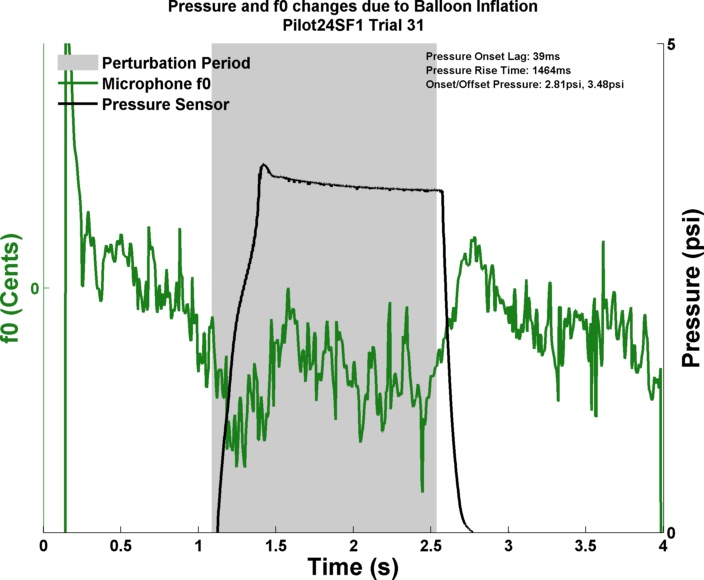 Pressure and f0 changes due to Balloon Inflation
Pilot24SF1 Trial 31
Perturbation Period
Microphone f0
Pressure Sensor
Pressure Onset Lag: 39ms
Pressure Rise Time: 1464ms
Onset/Offset Pressure: 2.81psi, 3.48psi
5
0
f0 (Cents)
Pressure (psi)
0
0 0.5 1 1.5 2 2.5 3 3.5 4
Time (s)